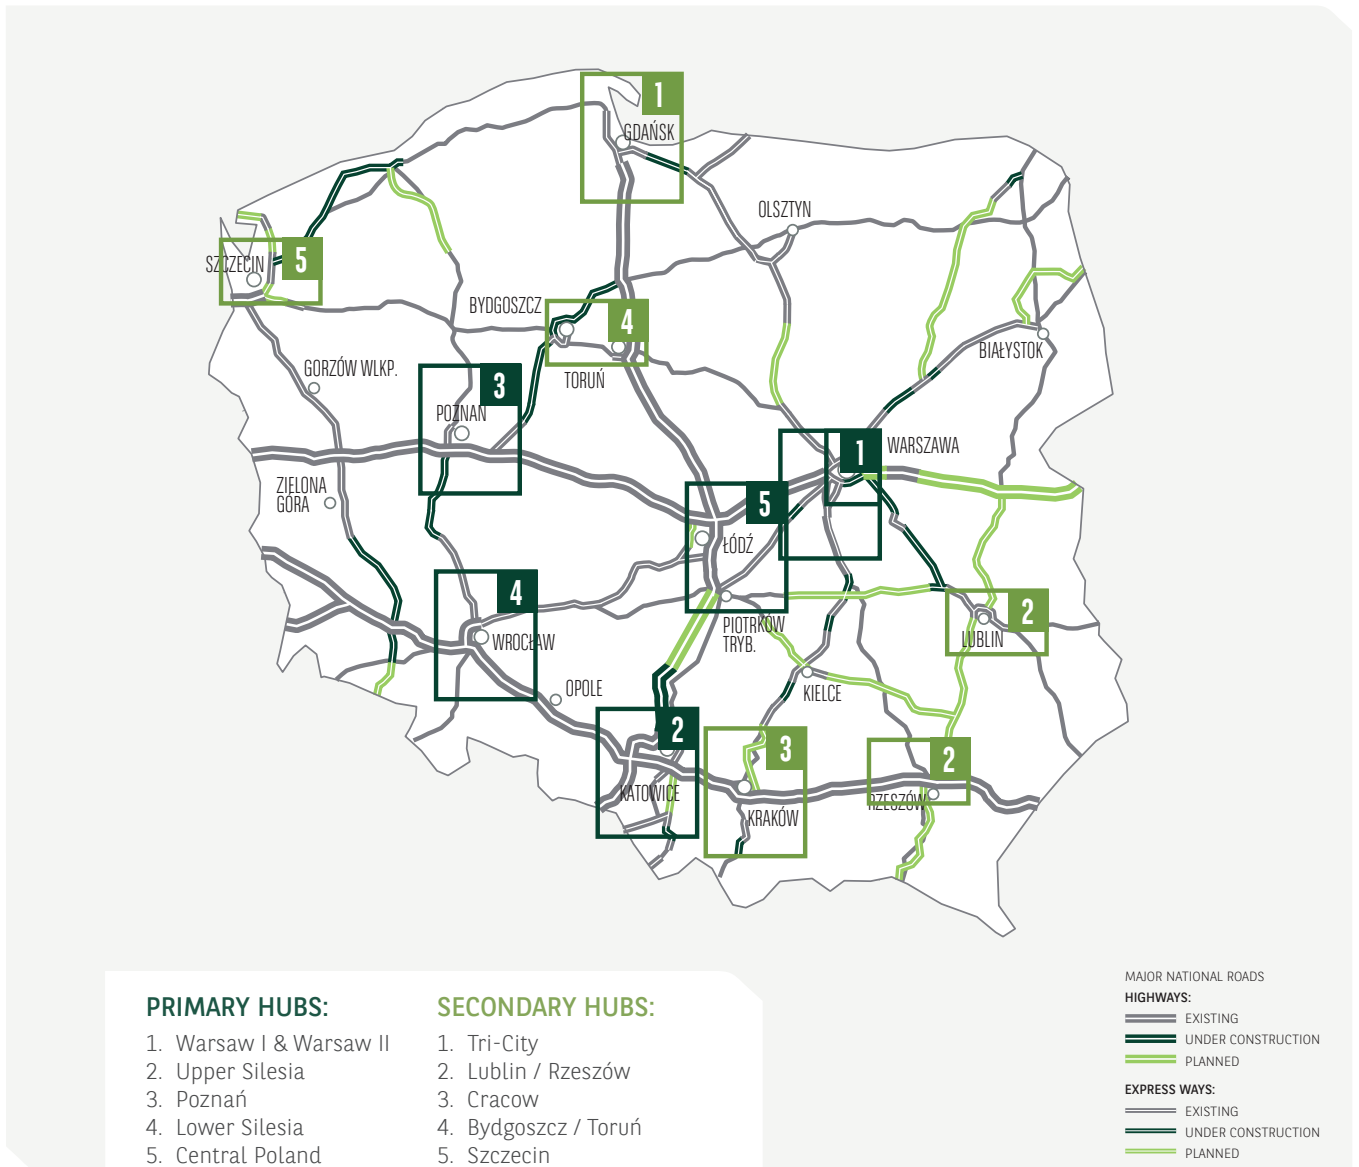 1
GDAŃSK
OLSZTYN
SZCZECIN
5
BYDGOSZCZ
4
TORUŃ
BIAŁYSTOK
GORZÓW WLKP.
3
POZNAŃ
1
WARSZAWA
ZIELONA
GÓRA
5
ŁÓDŹ
4
WROCŁAW
PIOTRKÓW
TRYB.
2
LUBLIN
OPOLE
KIELCE
2
KATOWICE
3
KRAKÓW
2
RZESZÓW
PRIMARY HUBS:
1. Warsaw I & Warsaw II
2. Upper Silesia
3. Poznań
4. Lower Silesia
5. Central Poland
SECONDARY HUBS:
1. Tri-City
2. Lublin / Rzeszów
3. Cracow
4. Bydgoszcz / Toruń
5. Szczecin
MAJOR NATIONAL ROADS
HIGHWAYS:
EXISTING
UNDER CONSTRUCTION
PLANNED
EXPRESS WAYS:
EXISTING
UNDER CONSTRUCTION
PLANNED